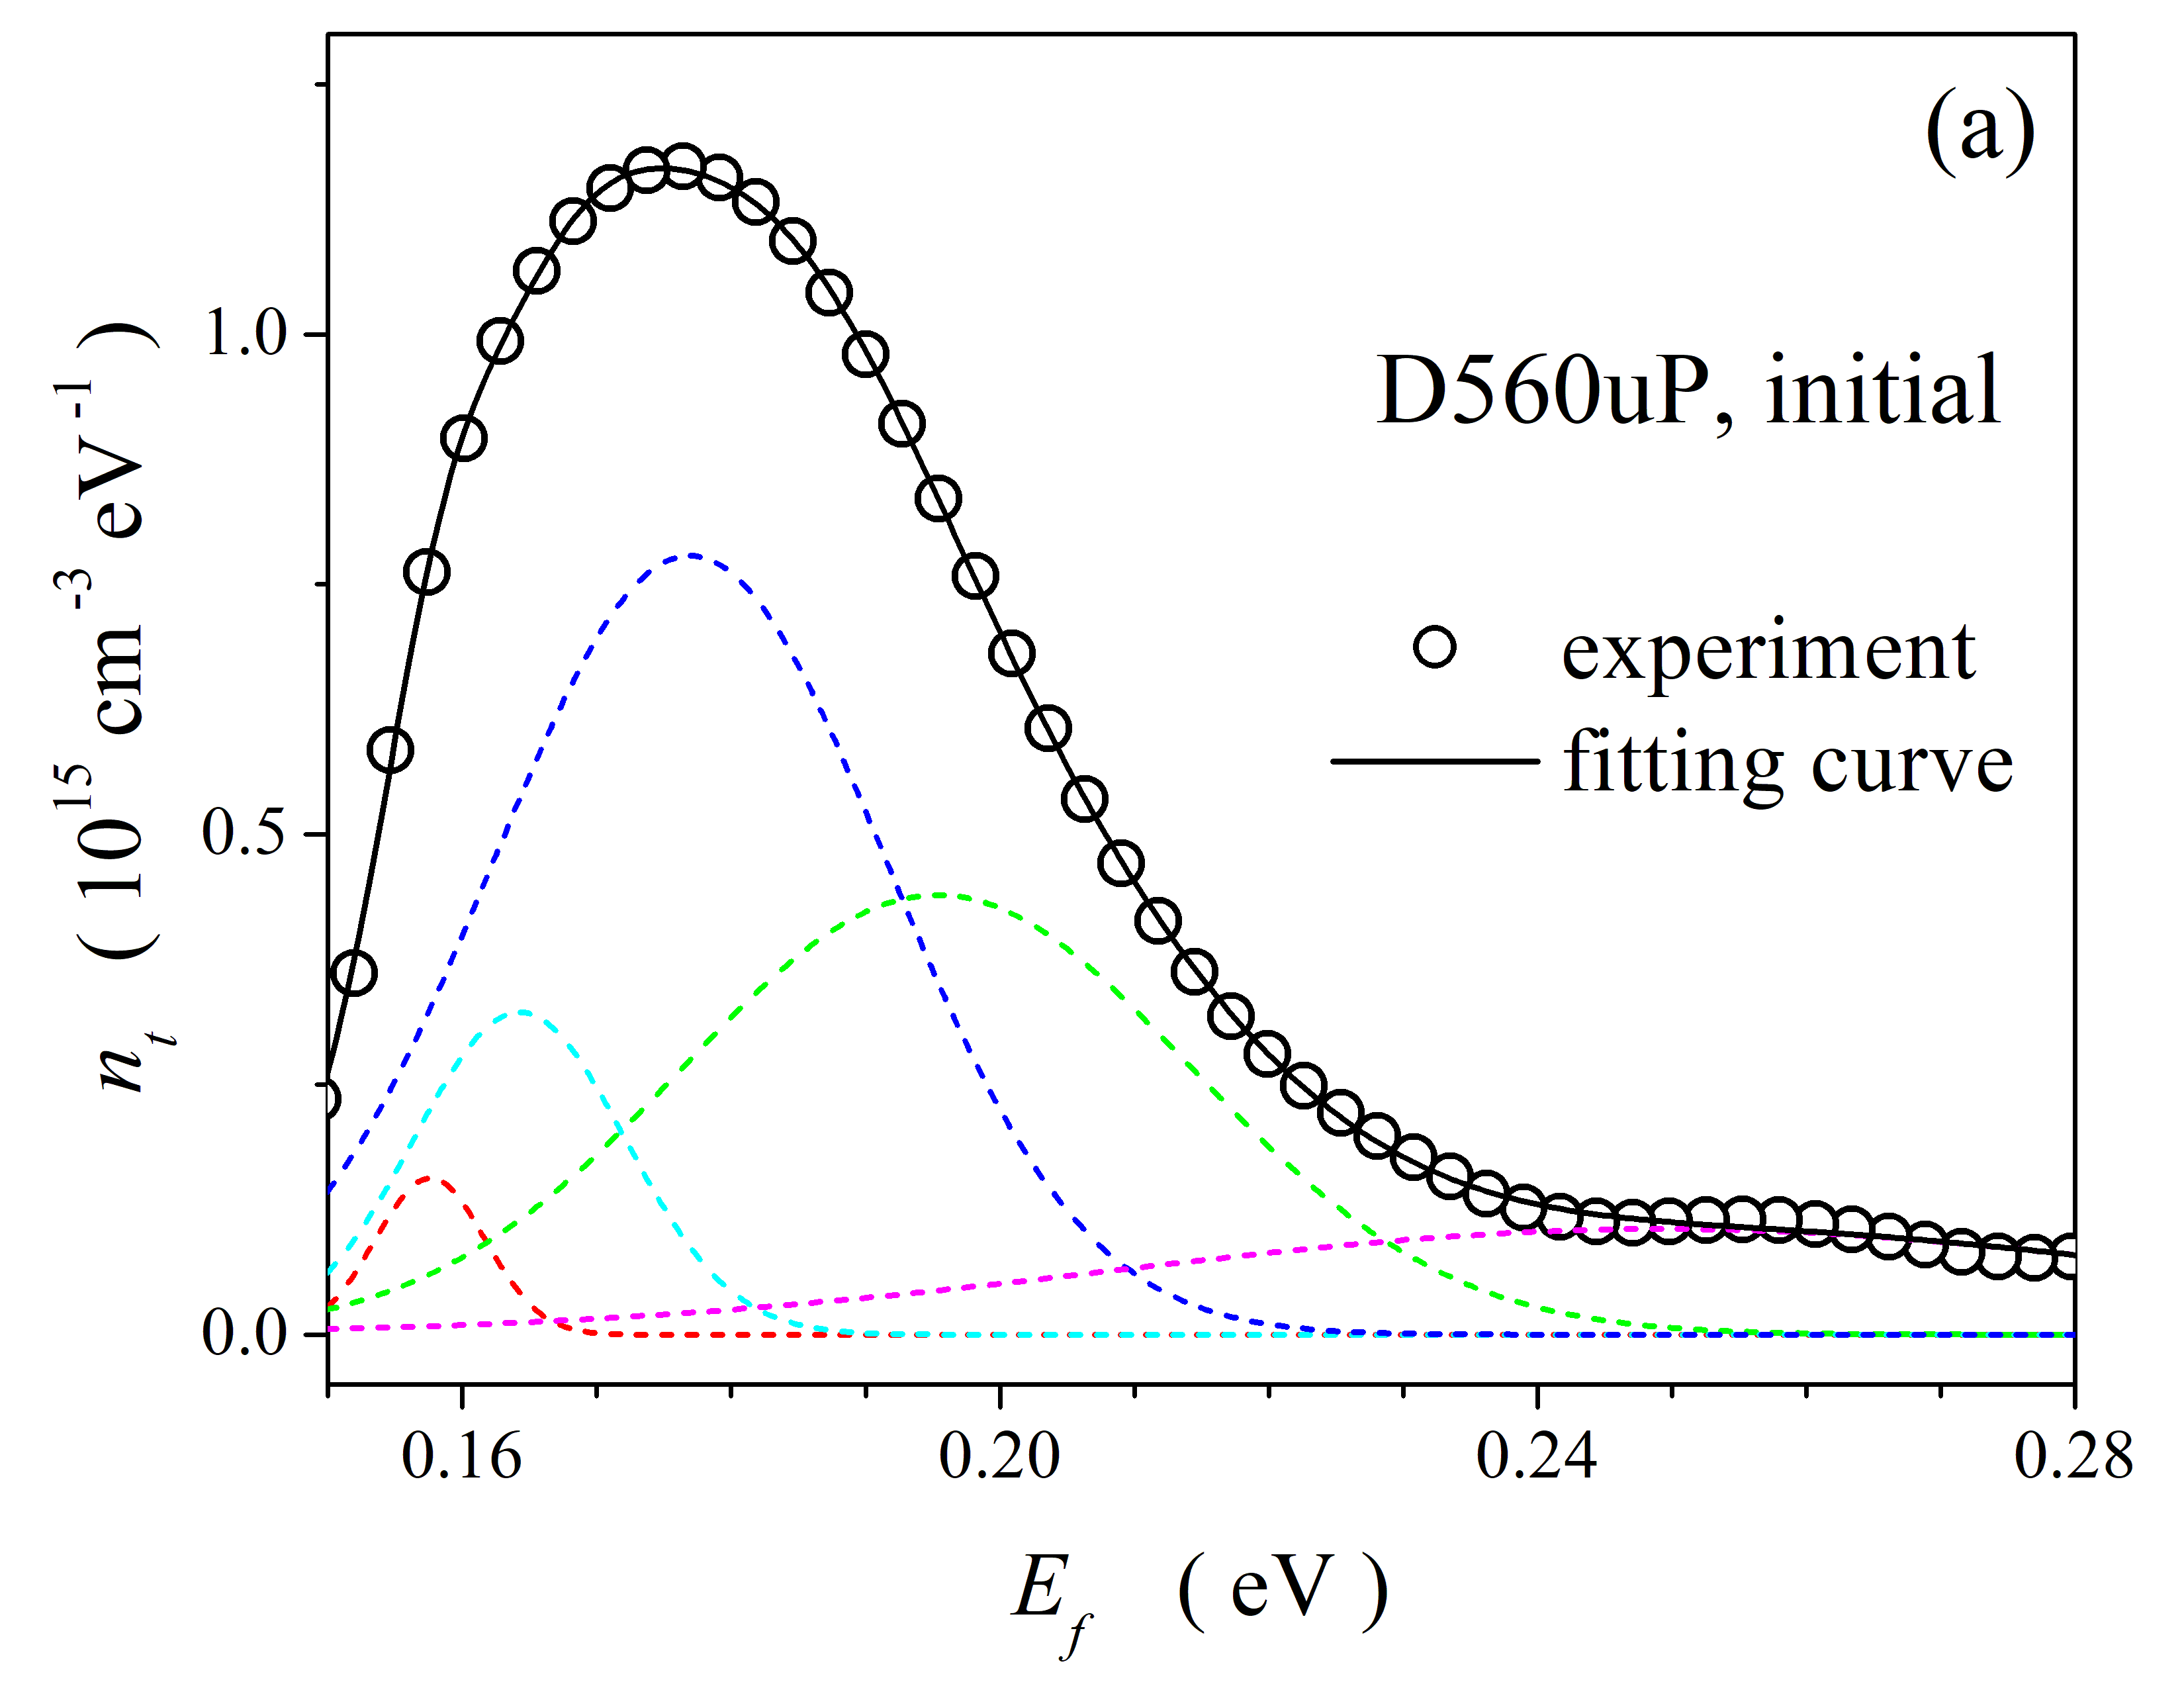 (a)
D560uP, initial
experiment
fitting curve
1.0
0.5
0.0
n_t ( 10^15 cm^-3 eV^-1 )
0.16 0.20 0.24 0.28
E_f ( eV )